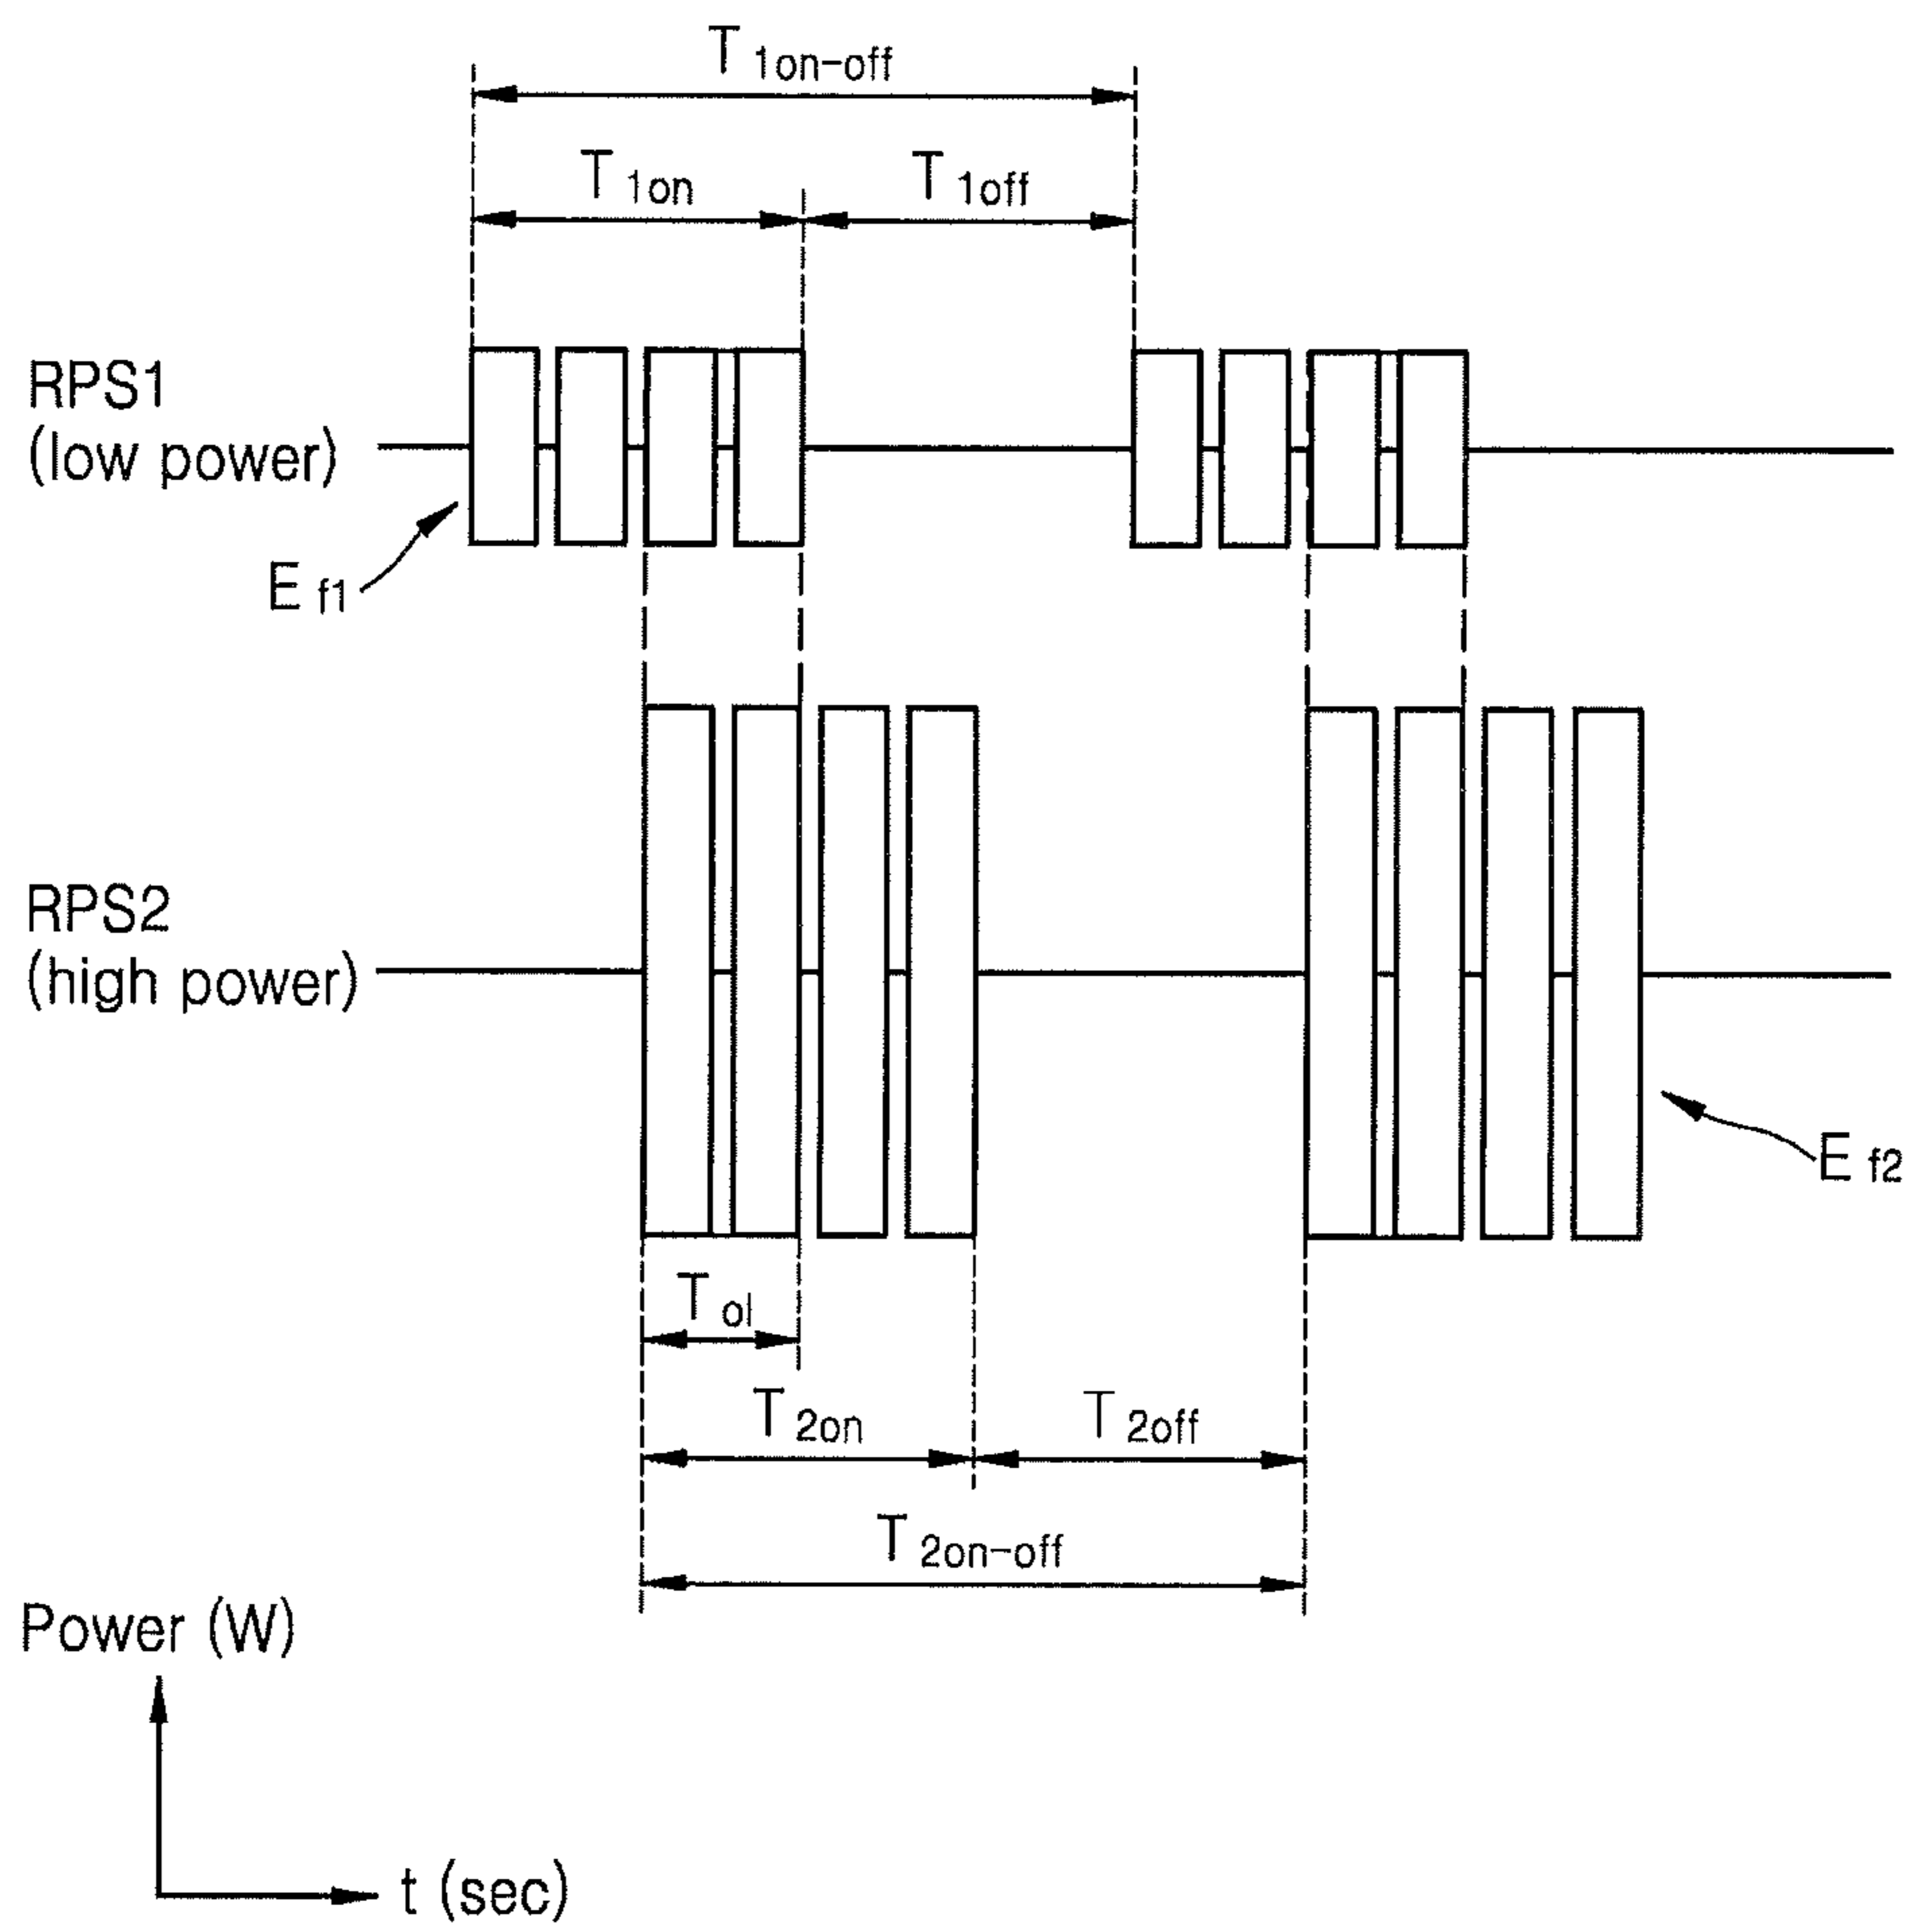 T 1on-off
T 1on
T 1off
RPS1
(low power)
E f1
RPS2
(high power)
E f2
T ol
T 2on
T 2off
T 2on-off
Power (W)
t (sec)